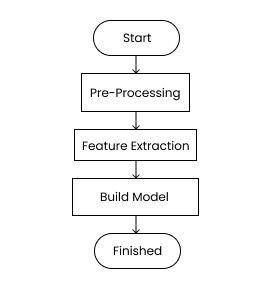 Start
Pre-Processing
Feature Extraction
Build Model
Finished